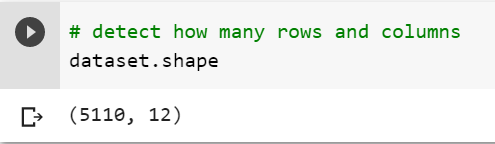 # detect how many rows and columns
dataset.shape
(5110, 12)